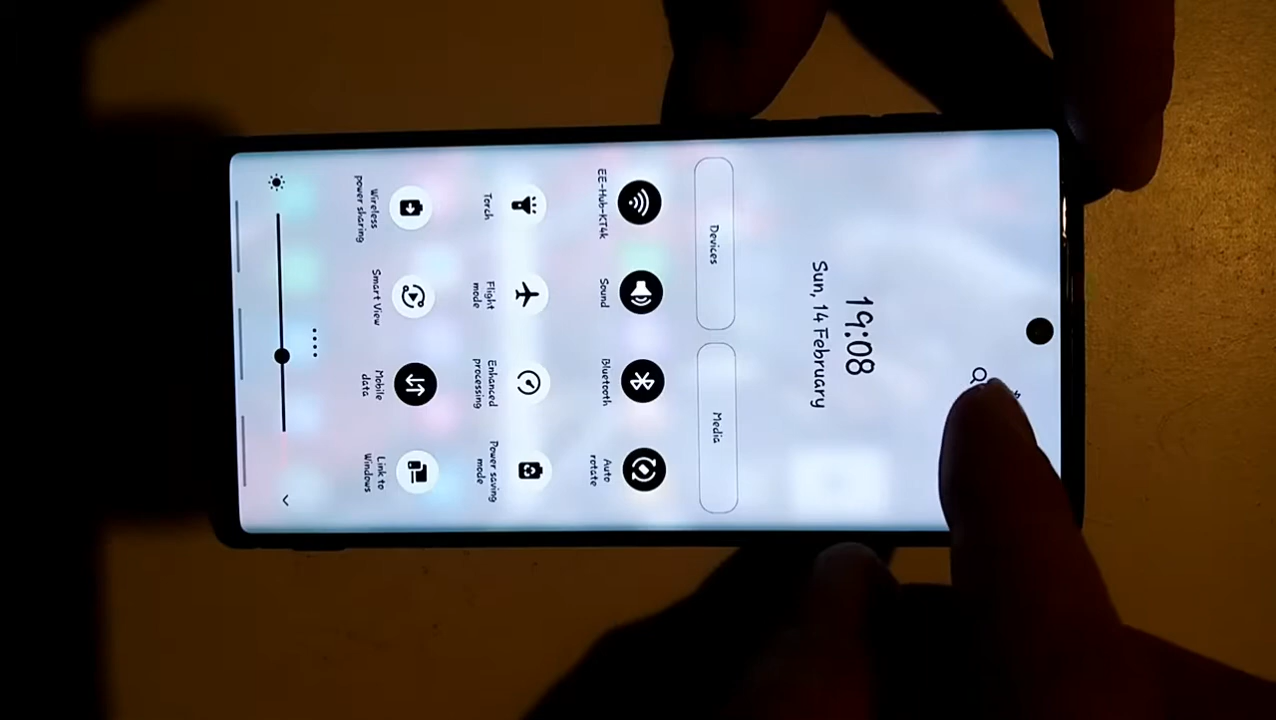 19:08
Sun, 14 February
Devices
Media
EE-Hub-KT4k
Sound
Bluetooth
Auto
rotate
Torch
Flight
mode
Enhanced
processing
Power saving
mode
Wireless
power sharing
Smart View
Mobile
data
Link to
Windows